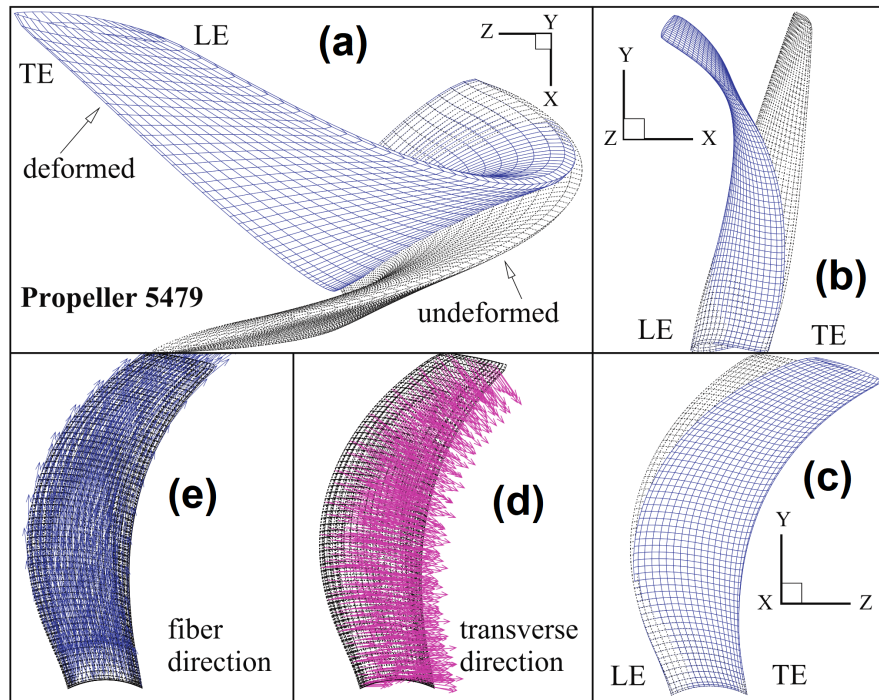 LE
(a)
Z
Y
X
TE
deformed
Propeller 5479
undeformed
Y
Z
X
(b)
LE
TE
(e)
fiber
direction
(d)
transverse
direction
(c)
Y
X
Z
LE
TE